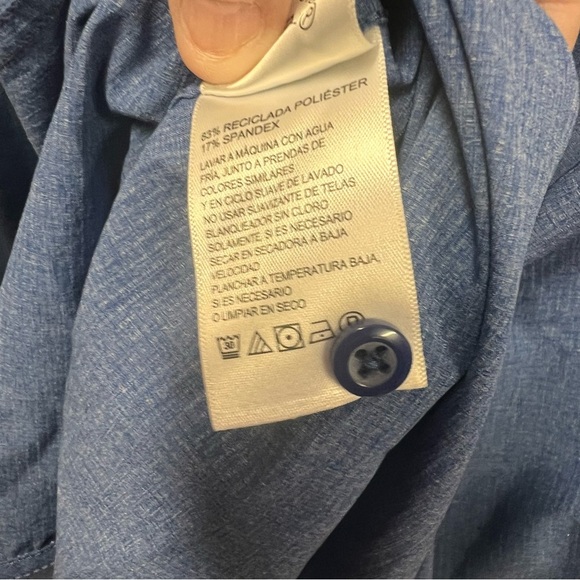 83% RECICLADA POLIÉSTER
17% SPANDEX
LAVAR A MÁQUINA CON AGUA
FRÍA, JUNTO A PRENDAS DE
COLORES SIMILARES
Y EN CICLO SUAVE DE LAVADO
NO USAR SUAVIZANTE DE TELAS
BLANQUEADOR SIN CLORO
SOLAMENTE, SI ES NECESARIO
SECAR EN SECADORA A BAJA
VELOCIDAD
PLANCHAR A TEMPERATURA BAJA,
SI ES NECESARIO
O LIMPIAR EN SECO
30